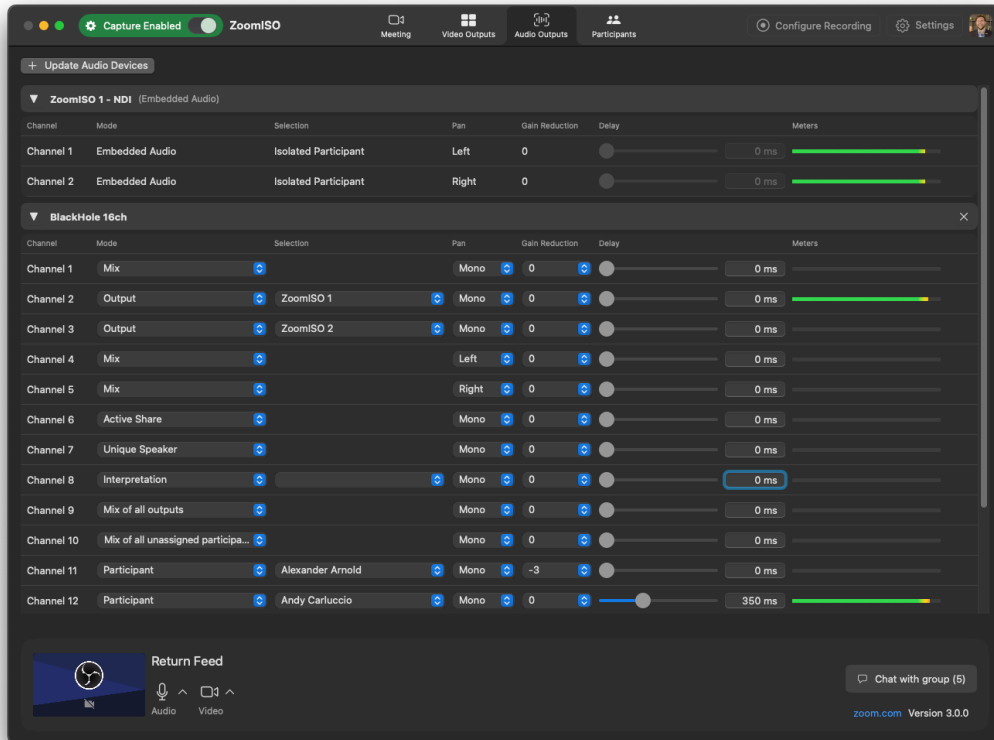 Capture Enabled ZoomISO Meeting Video Outputs Audio Outputs Participants Configure Recording Settings
+ Update Audio Devices
ZoomISO 1 - NDI (Embedded Audio)
Channel Mode Selection Pan Gain Reduction Delay Meters
Channel 1 Embedded Audio Isolated Participant Left 0 0 ms
Channel 2 Embedded Audio Isolated Participant Right 0 0 ms
BlackHole 16ch
Channel Mode Selection Pan Gain Reduction Delay Meters
Channel 1 Mix Mono 0 0 ms
Channel 2 Output ZoomISO 1 Mono 0 0 ms
Channel 3 Output ZoomISO 2 Mono 0 0 ms
Channel 4 Mix Left 0 0 ms
Channel 5 Mix Right 0 0 ms
Channel 6 Active Share Mono 0 0 ms
Channel 7 Unique Speaker Mono 0 0 ms
Channel 8 Interpretation Mono 0 0 ms
Channel 9 Mix of all outputs Mono 0 0 ms
Channel 10 Mix of all unassigned participa... Mono 0 0 ms
Channel 11 Participant Alexander Arnold Mono -3 0 ms
Channel 12 Participant Andy Carluccio Mono 0 350 ms
Return Feed
Audio Video
Chat with group (5)
zoom.com Version 3.0.0